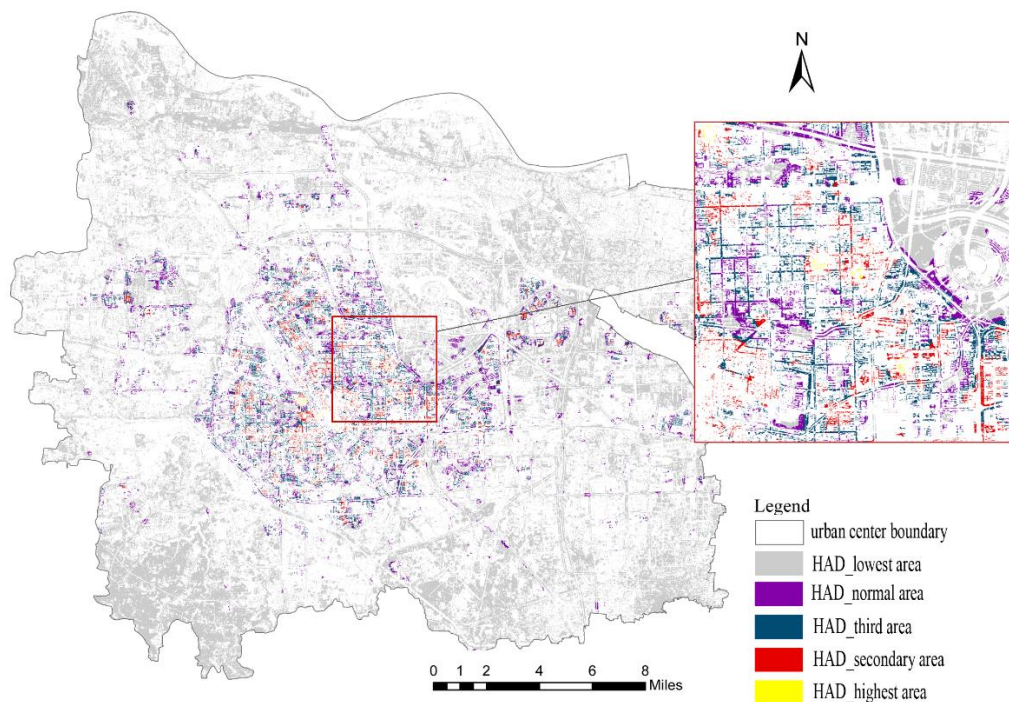 N
Legend
urban center boundary
HAD_lowest area
HAD_normal area
HAD_third area
HAD_secondary area
HAD_highest area
0 1 2 4 6 8
Miles